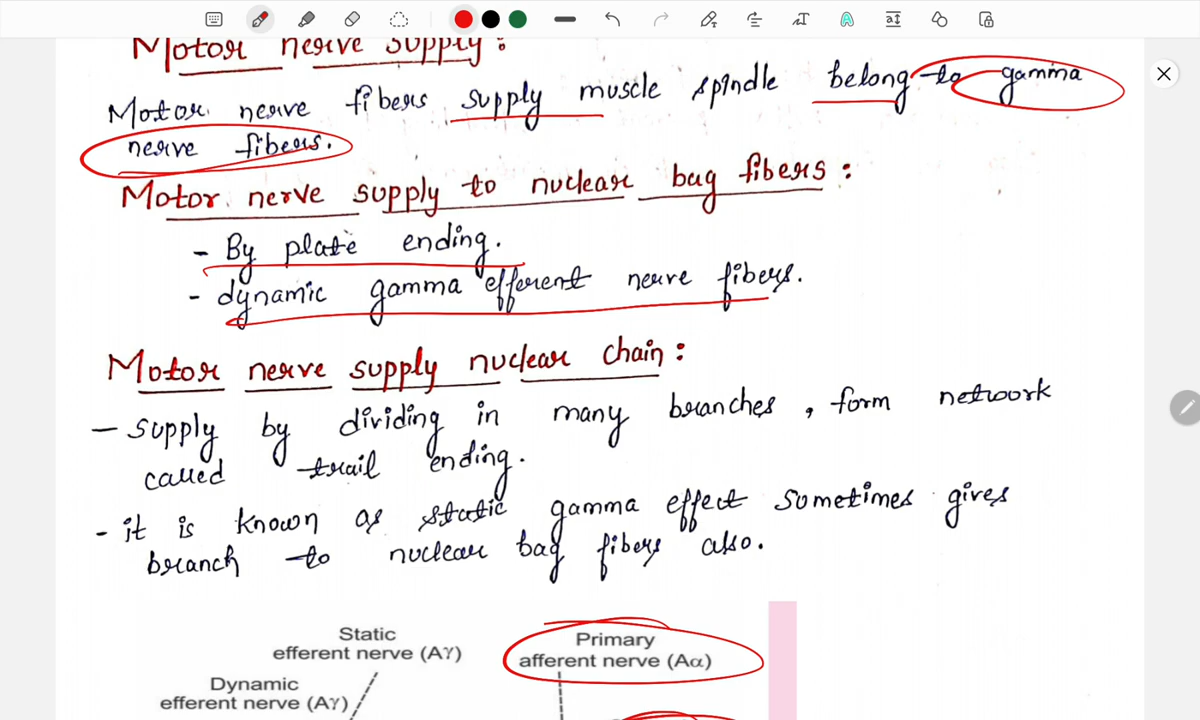 Motor nerve supply :
Motor nerve fibers supply muscle spindle belong to gamma
nerve fibers.
Motor nerve supply to nuclear bag fibers :
- By plate ending.
- dynamic gamma efferent nerve fibers.
Motor nerve supply nuclear chain :
- supply by dividing in many branches, form network
called trail ending.
- it is known as static gamma effect sometimes gives
branch to nuclear bag fibers also.
Static
efferent nerve (Aγ)
Primary
afferent nerve (Aα)
Dynamic
efferent nerve (Aγ)